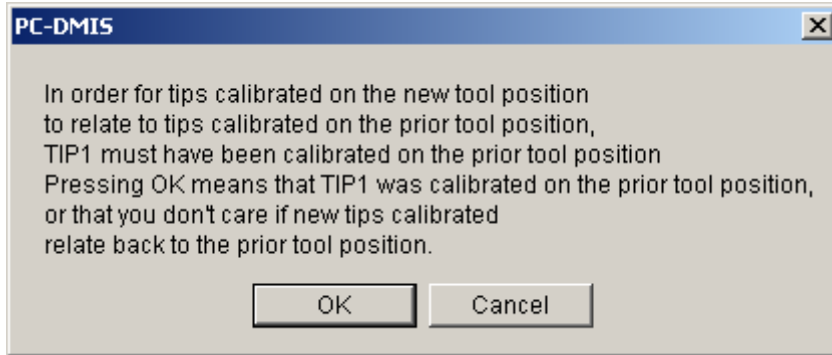 PC-DMIS
In order for tips calibrated on the new tool position
to relate to tips calibrated on the prior tool position,
TIP1 must have been calibrated on the prior tool position
Pressing OK means that TIP1 was calibrated on the prior tool position,
or that you don't care if new tips calibrated
relate back to the prior tool position.
OK
Cancel